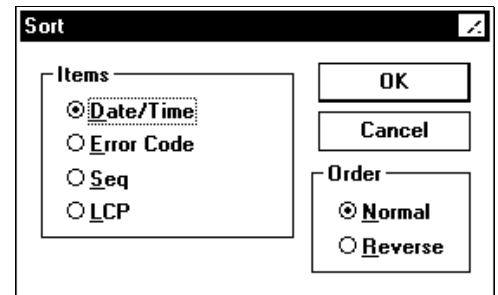 Sort
Items
Date/Time
Error Code
Seq
LCP
OK
Cancel
Order
Normal
Reverse